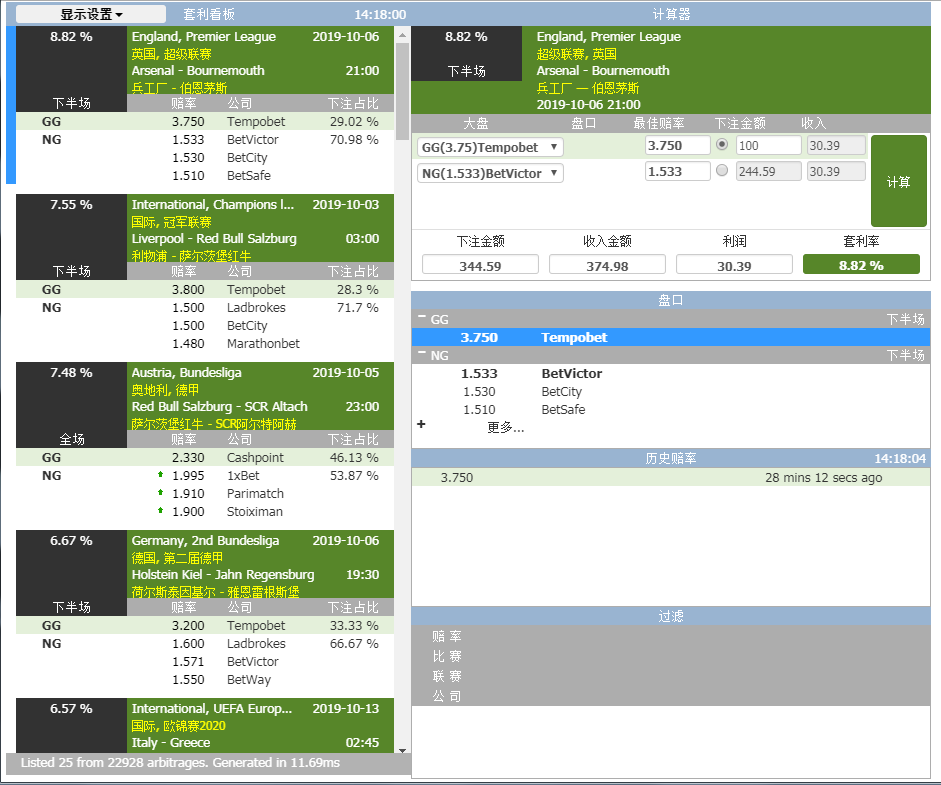 显示设置 套利看板 14:18:00
8.82 % England, Premier League 2019-10-06
英国, 超级联赛
Arsenal - Bournemouth 21:00
兵工厂 - 伯恩茅斯
下半场 赔率 公司 下注占比
GG 3.750 Tempobet 29.02 %
NG 1.533 BetVictor 70.98 %
1.530 BetCity
1.510 BetSafe
7.55 % International, Champions l... 2019-10-03
国际, 冠军联赛
Liverpool - Red Bull Salzburg 03:00
利物浦 - 萨尔茨堡红牛
下半场 赔率 公司 下注占比
GG 3.800 Tempobet 28.3 %
NG 1.500 Ladbrokes 71.7 %
1.500 BetCity
1.480 Marathonbet
7.48 % Austria, Bundesliga 2019-10-05
奥地利, 德甲
Red Bull Salzburg - SCR Altach 23:00
萨尔茨堡红牛 - SCR阿尔特阿赫
全场 赔率 公司 下注占比
GG 2.330 Cashpoint 46.13 %
NG 1.995 1xBet 53.87 %
1.910 Parimatch
1.900 Stoiximan
6.67 % Germany, 2nd Bundesliga 2019-10-06
德国, 第二届德甲
Holstein Kiel - Jahn Regensburg 19:30
荷尔斯泰因基尔 - 雅恩雷根斯堡
下半场 赔率 公司 下注占比
GG 3.200 Tempobet 33.33 %
NG 1.600 Ladbrokes 66.67 %
1.571 BetVictor
1.550 BetWay
6.57 % International, UEFA Europ... 2019-10-13
国际, 欧锦赛2020
Italy - Greece 02:45
Listed 25 from 22928 arbitrages. Generated in 11.69ms
计算器
8.82 % England, Premier League
超级联赛, 英国
下半场 Arsenal - Bournemouth
兵工厂 — 伯恩茅斯
2019-10-06 21:00
大盘 盘口 最佳赔率 下注金额 收入
GG(3.75)Tempobet 3.750 100 30.39
NG(1.533)BetVictor 1.533 244.59 30.39
计算
下注金额 收入金额 利润 套利率
344.59 374.98 30.39 8.82 %
盘口
− GG 下半场
3.750 Tempobet
− NG 下半场
1.533 BetVictor
1.530 BetCity
1.510 BetSafe
+ 更多...
历史赔率 14:18:04
3.750 28 mins 12 secs ago
过滤
赔 率
比 赛
联 赛
公 司